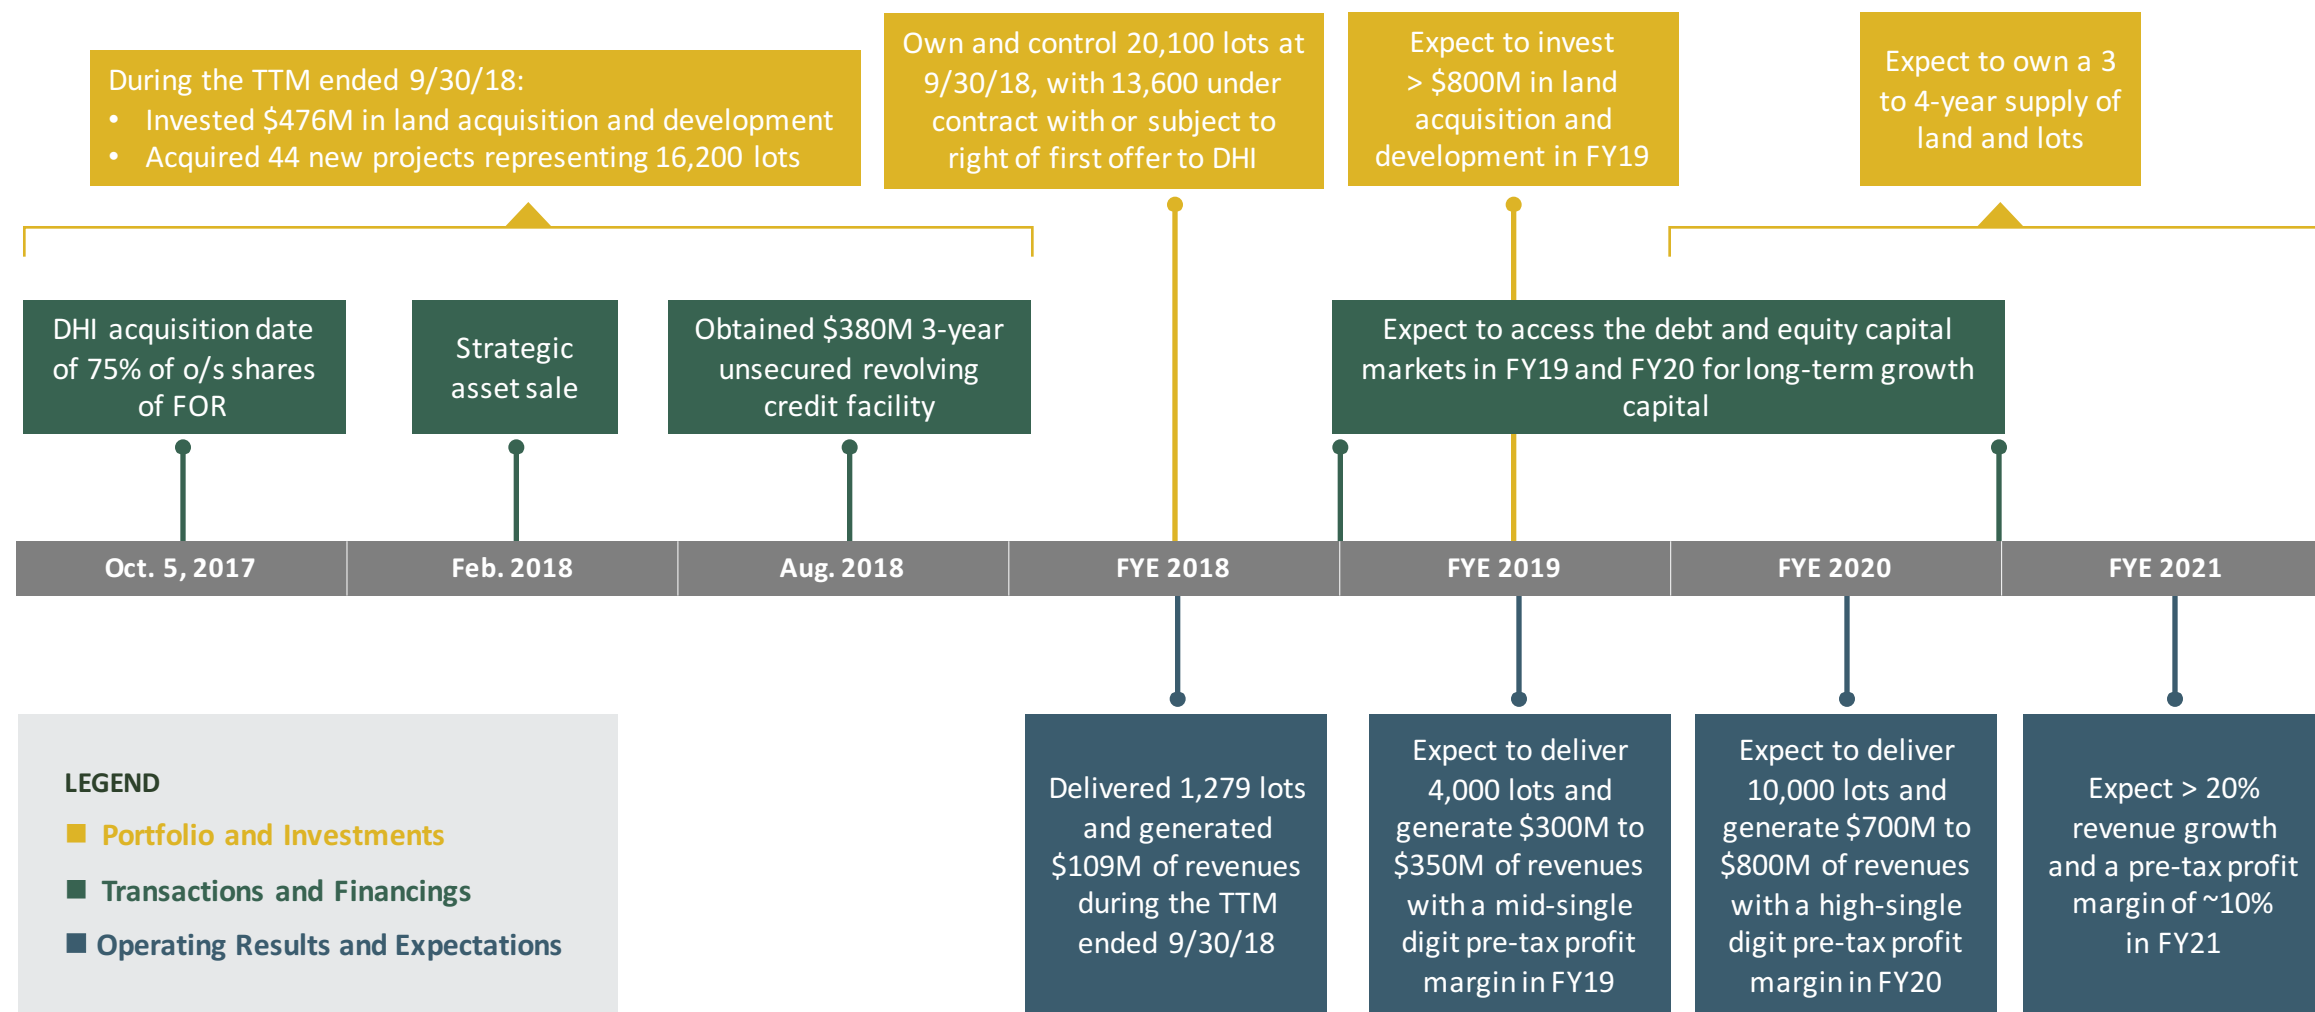 During the TTM ended 9/30/18:
• Invested $476M in land acquisition and development
• Acquired 44 new projects representing 16,200 lots
Own and control 20,100 lots at
9/30/18, with 13,600 under
contract with or subject to
right of first offer to DHI
Expect to invest
> $800M in land
acquisition and
development in FY19
Expect to own a 3
to 4-year supply of
land and lots
DHI acquisition date
of 75% of o/s shares
of FOR
Strategic
asset sale
Obtained $380M 3-year
unsecured revolving
credit facility
Expect to access the debt and equity capital
markets in FY19 and FY20 for long-term growth
capital
Oct. 5, 2017
Feb. 2018
Aug. 2018
FYE 2018
FYE 2019
FYE 2020
FYE 2021
LEGEND
Portfolio and Investments
Transactions and Financings
Operating Results and Expectations
Delivered 1,279 lots
and generated
$109M of revenues
during the TTM
ended 9/30/18
Expect to deliver
4,000 lots and
generate $300M to
$350M of revenues
with a mid-single
digit pre-tax profit
margin in FY19
Expect to deliver
10,000 lots and
generate $700M to
$800M of revenues
with a high-single
digit pre-tax profit
margin in FY20
Expect > 20%
revenue growth
and a pre-tax profit
margin of ~10%
in FY21